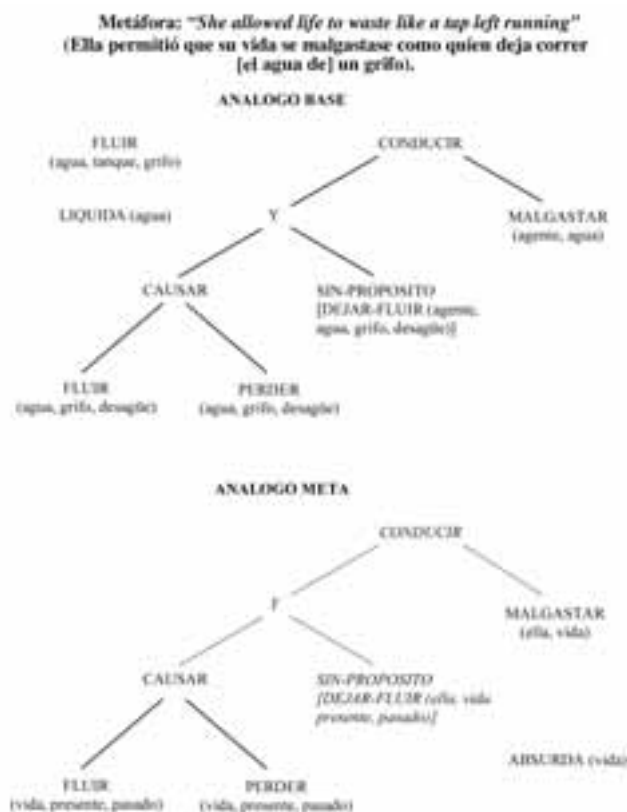 Metáfora: "She allowed life to waste like a tap left running"
(Ella permitió que su vida se malgastase como quien deja correr
[el agua de] un grifo).
ANALOGO BASE
FLUIR
(agua, tanque, grifo)
CONDUCIR
LIQUIDA (agua)
Y
MALGASTAR
(agente, agua)
CAUSAR
SIN-PROPOSITO
[DEJAR-FLUIR (agente,
agua, grifo, desagüe)]
FLUIR
(agua, grifo, desagüe)
PERDER
(agua, grifo, desagüe)
ANALOGO META
CONDUCIR
Y
MALGASTAR
(ella, vida)
CAUSAR
SIN-PROPOSITO
[DEJAR-FLUIR (ella, vida
presente, pasado)]
ABSURDA (vida)
FLUIR
(vida, presente, pasado)
PERDER
(vida, presente, pasado)